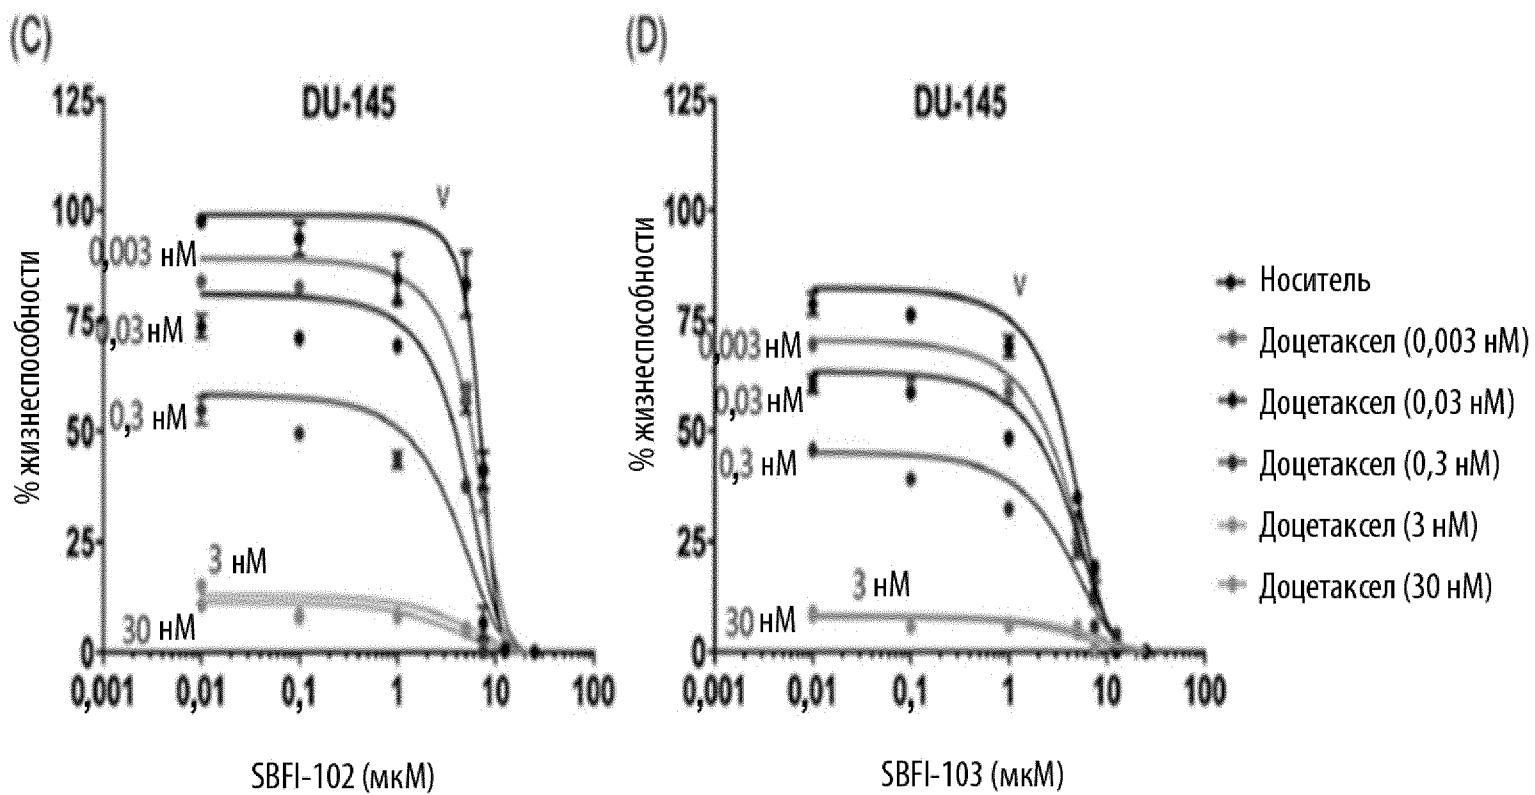 (C)
DU-145
125
100
75
50
25
0
% жизнеспособности
V
0,003 нМ
0,03 нМ
0,3 нМ
3 нМ
30 нМ
0,001 0,01 0,1 1 10 100
SBFI-102 (мкМ)
(D)
DU-145
125
100
75
50
25
0
% жизнеспособности
V
0,003 нМ
0,03 нМ
0,3 нМ
3 нМ
30 нМ
0,001 0,01 0,1 1 10 100
SBFI-103 (мкМ)
Носитель
Доцетаксел (0,003 нМ)
Доцетаксел (0,03 нМ)
Доцетаксел (0,3 нМ)
Доцетаксел (3 нМ)
Доцетаксел (30 нМ)